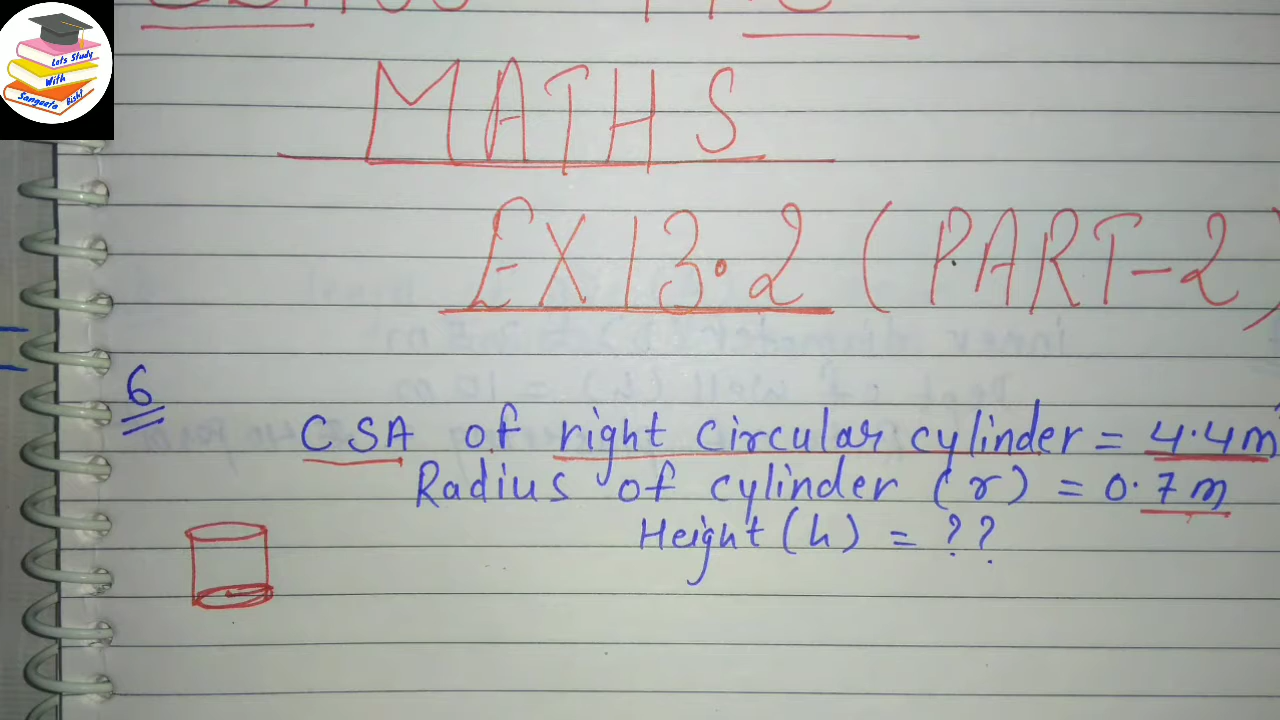 Lets Study
With
Sangeeta Bisht
MATHS
EX 13.2 (PART-2)
6
CSA of right circular cylinder = 4.4m
Radius of cylinder (r) = 0.7m
Height (h) = ??